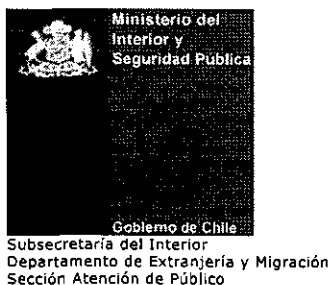 Ministerio del
Interior y
Seguridad Pública
Gobierno de Chile
Subsecretaría del Interior
Departamento de Extranjería y Migración
Sección Atención de Público